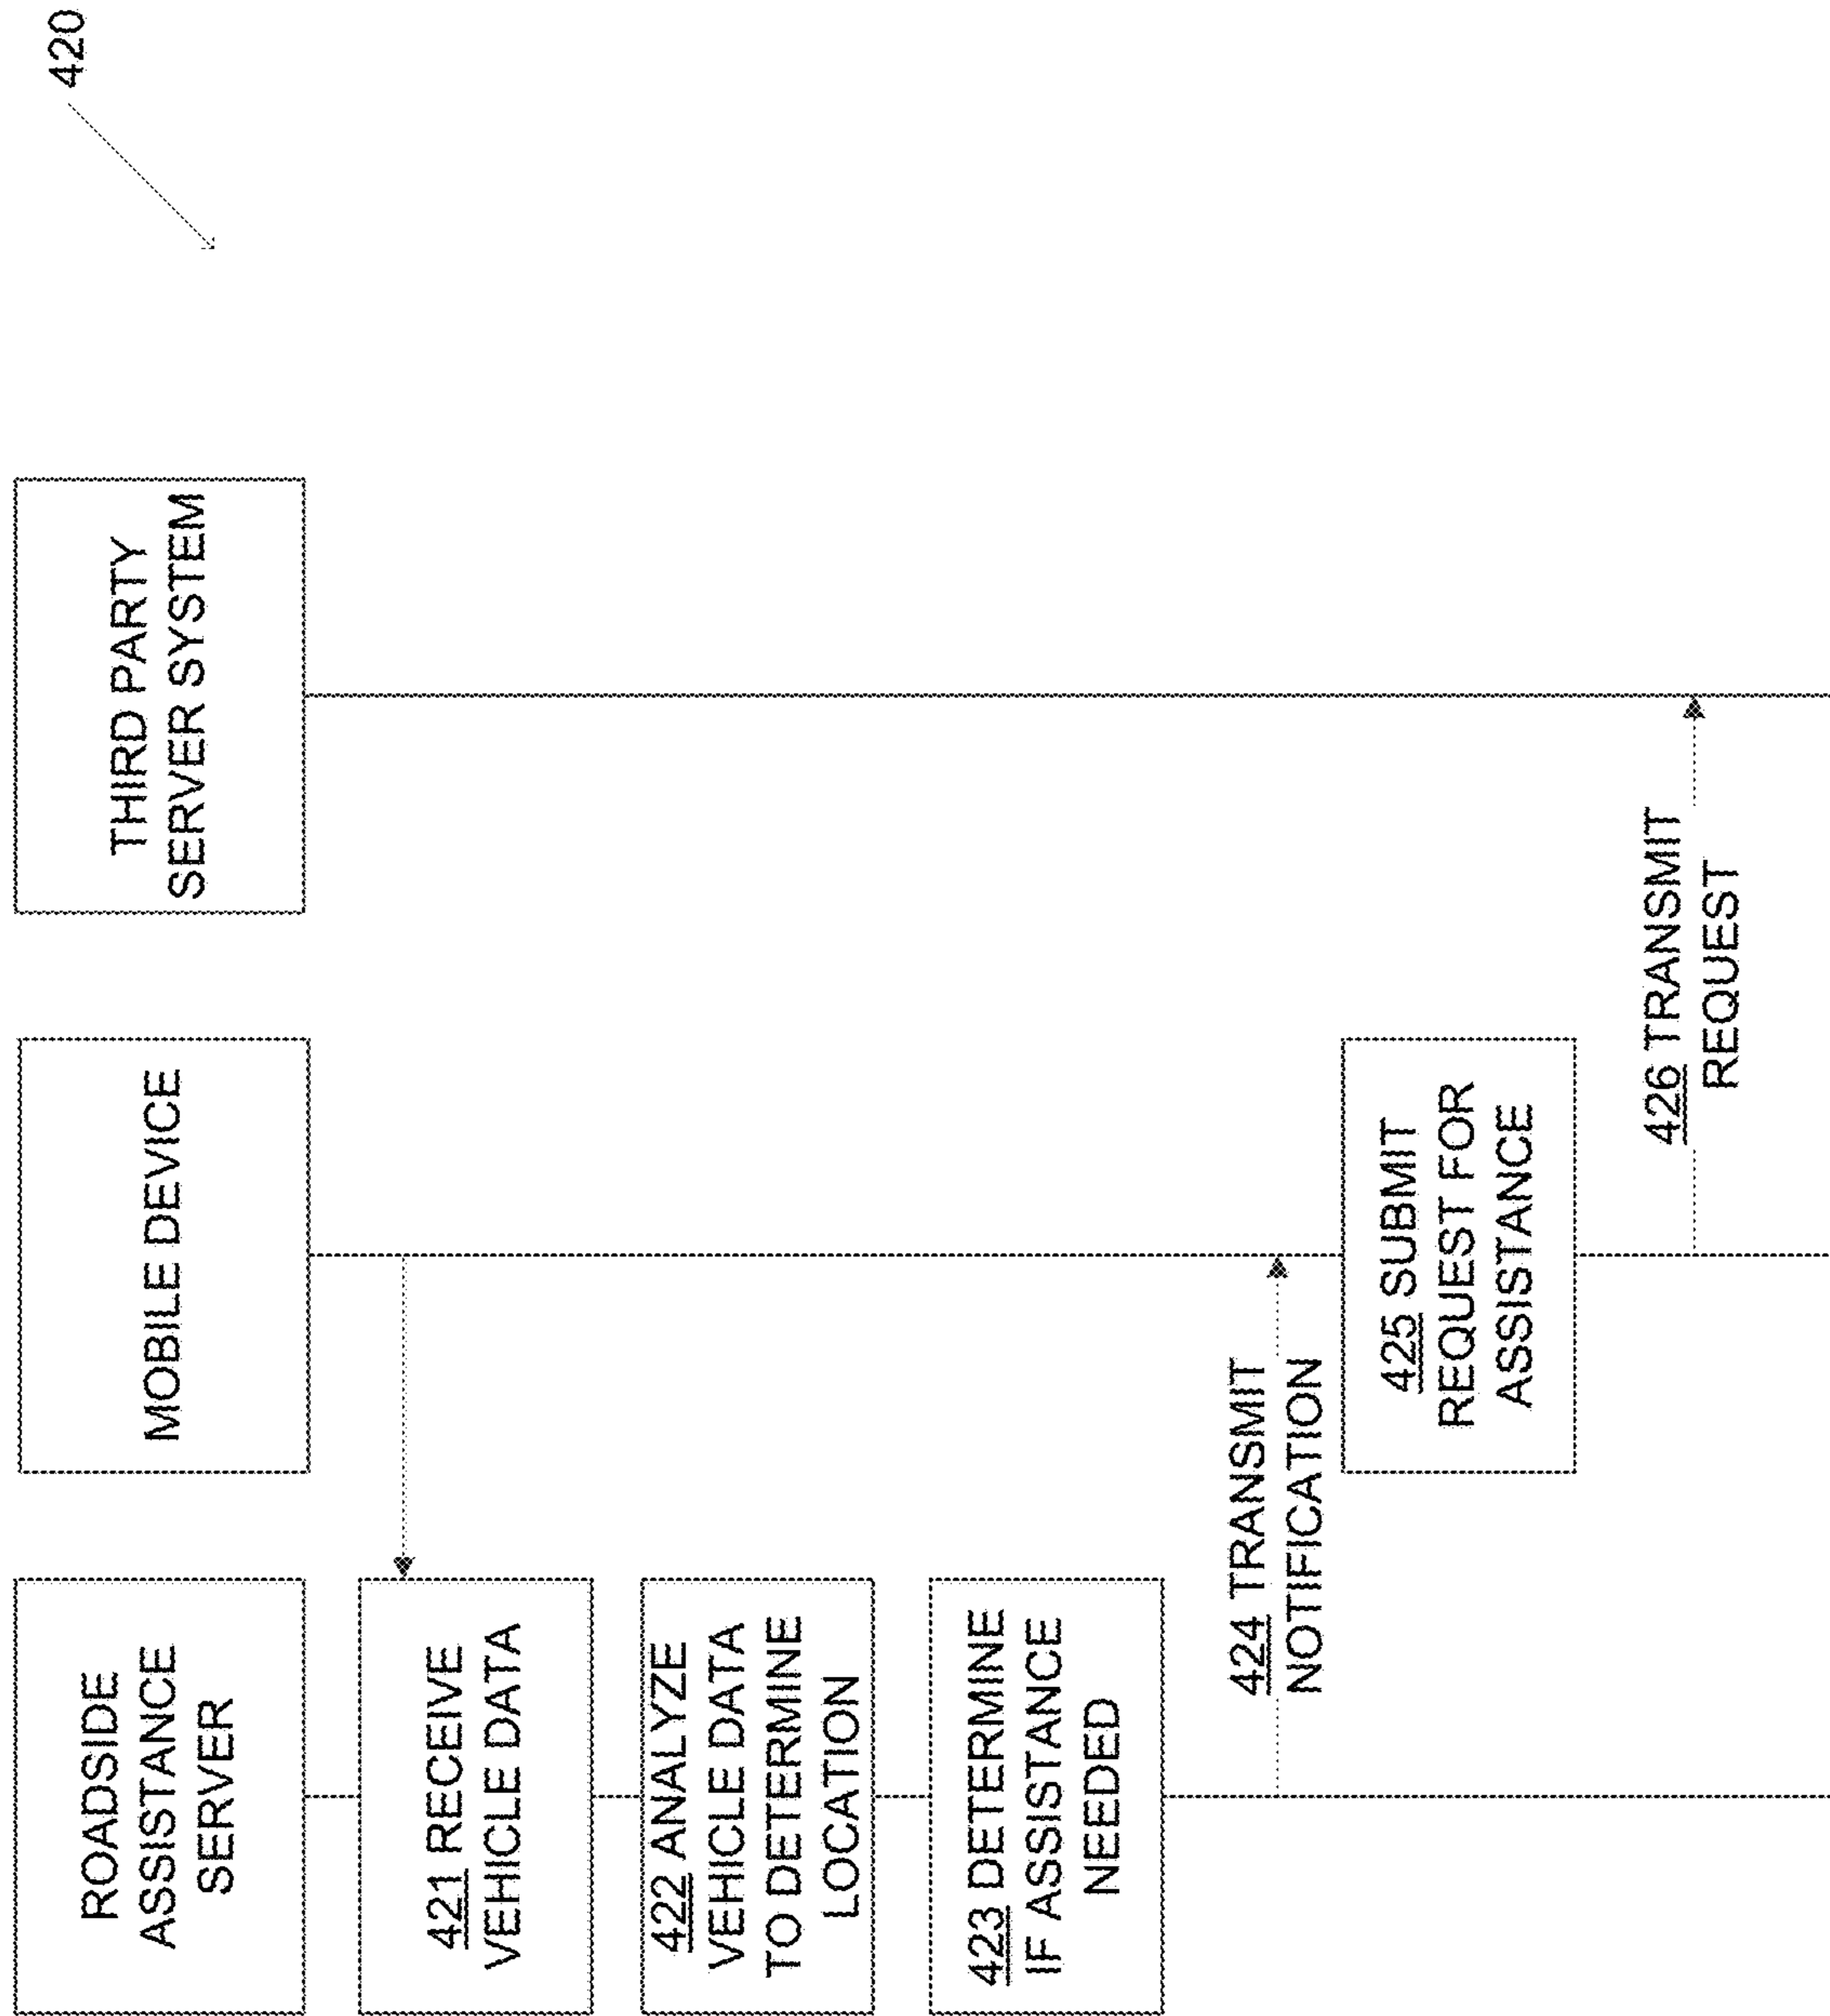 420
ROADSIDE
ASSISTANCE
SERVER
MOBILE DEVICE
THIRD PARTY
SERVER SYSTEM
421 RECEIVE
VEHICLE DATA
422 ANALYZE
VEHICLE DATA
TO DETERMINE
LOCATION
423 DETERMINE
IF ASSISTANCE
NEEDED
424 TRANSMIT
NOTIFICATION
425 SUBMIT
REQUEST FOR
ASSISTANCE
426 TRANSMIT
REQUEST